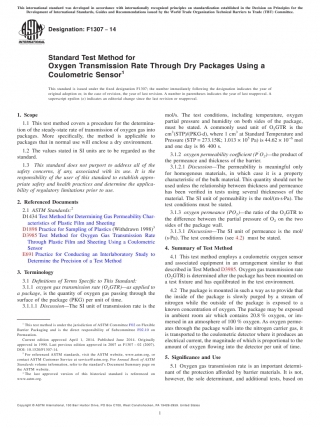 This international standard was developed in accordance with internationally recognized principles on standardization established in the Decision on Principles for the
Development of International Standards, Guides and Recommendations issued by the World Trade Organization Technical Barriers to Trade (TBT) Committee.
Designation: F1307 − 14
INTERNATIONAL
Standard Test Method for
Oxygen Transmission Rate Through Dry Packages Using a
Coulometric Sensor1
This standard is issued under the fixed designation F1307; the number immediately following the designation indicates the year of
original adoption or, in the case of revision, the year of last revision. A number in parentheses indicates the year of last reapproval. A
superscript epsilon (ε) indicates an editorial change since the last revision or reapproval.
1. Scope
1.1 This test method covers a procedure for the determina-
tion of the steady-state rate of transmission of oxygen gas into
packages. More specifically, the method is applicable to
packages that in normal use will enclose a dry environment.
1.2 The values stated in SI units are to be regarded as the
standard.
1.3 This standard does not purport to address all of the
safety concerns, if any, associated with its use. It is the
responsibility of the user of this standard to establish appro-
priate safety and health practices and determine the applica-
bility of regulatory limitations prior to use.
2. Referenced Documents
2.1 ASTM Standards:2
D1434 Test Method for Determining Gas Permeability Char-
acteristics of Plastic Film and Sheeting
D1898 Practice for Sampling of Plastics (Withdrawn 1998)3
D3985 Test Method for Oxygen Gas Transmission Rate
Through Plastic Film and Sheeting Using a Coulometric
Sensor
E691 Practice for Conducting an Interlaboratory Study to
Determine the Precision of a Test Method
3. Terminology
3.1 Definitions of Terms Specific to This Standard:
3.1.1 oxygen gas transmission rate (O2GTR)—as applied to
a package, is the quantity of oxygen gas passing through the
surface of the package (PKG) per unit of time.
3.1.1.1 Discussion—The SI unit of transmission rate is the
1 This test method is under the jurisdiction of ASTM Committee F02 on Flexible
Barrier Packaging and is the direct responsibility of Subcommittee F02.10 on
Permeation.
Current edition approved April 1, 2014. Published June 2014. Originally
approved in 1990. Last previous edition approved in 2007 as F1307 – 02 (2007).
DOI: 10.1520/F1307-14.
2 For referenced ASTM standards, visit the ASTM website, www.astm.org, or
contact ASTM Customer Service at service@astm.org. For Annual Book of ASTM
Standards volume information, refer to the standard's Document Summary page on
the ASTM website.
3 The last approved version of this historical standard is referenced on
www.astm.org.
mol/s. The test conditions, including temperature, oxygen
partial pressure and humidity on both sides of the package,
must be stated. A commonly used unit of O2GTR is the
cm3(STP)/(PKG·d), where 1 cm3 at Standard Temperature and
Pressure (STP = 273.15K; 1.013 × 105 Pa) is 44.62 × 10-6 mol
and one day is 86 400 s.
3.1.2 oxygen permeability coefficient (P'O2)—the product of
the permeance and thickness of the barrier.
3.1.2.1 Discussion—The permeability is meaningful only
for homogeneous materials, in which case it is a property
characteristic of the bulk material. This quantity should not be
used unless the relationship between thickness and permeance
has been verified in tests using several thicknesses of the
material. The SI unit of permeability is the mol/(m·s·Pa). The
test conditions must be stated.
3.1.3 oxygen permeance (PO2)—the ratio of the O2GTR to
the difference between the partial pressure of O2 on the two
sides of the package wall.
3.1.3.1 Discussion—The SI unit of permeance is the mol/
(s·Pa). The test conditions (see 4.2) must be stated.
4. Summary of Test Method
4.1 This test method employs a coulometric oxygen sensor
and associated equipment in an arrangement similar to that
described in Test Method D3985. Oxygen gas transmission rate
(O2GTR) is determined after the package has been mounted on
a test fixture and has equilibrated in the test environment.
4.2 The package is mounted in such a way as to provide that
the inside of the package is slowly purged by a stream of
nitrogen while the outside of the package is exposed to a
known concentration of oxygen. The package may be exposed
in ambient room air which contains 20.8 % oxygen, or im-
mersed in an atmosphere of 100 % oxygen. As oxygen perme-
ates through the package walls into the nitrogen carrier gas, it
is transported to the coulometric detector where it produces an
electrical current, the magnitude of which is proportional to the
amount of oxygen flowing into the detector per unit of time.
5. Significance and Use
5.1 Oxygen gas transmission rate is an important determi-
nant of the protection afforded by barrier materials. It is not,
however, the sole determinant, and additional tests, based on
Copyright © ASTM International, 100 Barr Harbor Drive, PO Box C700, West Conshohocken, PA 19428-2959. United States
1